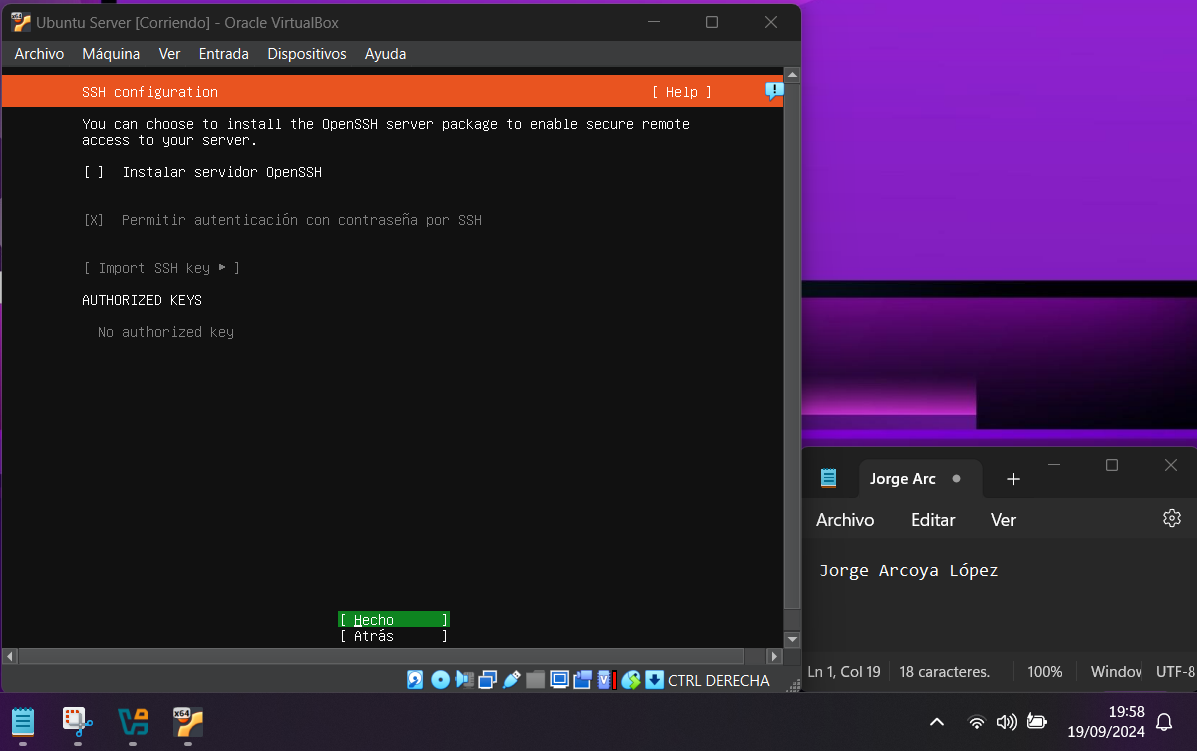 Ubuntu Server [Corriendo] - Oracle VirtualBox
Archivo Máquina Ver Entrada Dispositivos Ayuda
SSH configuration [ Help ]
You can choose to install the OpenSSH server package to enable secure remote
access to your server.
[ ] Instalar servidor OpenSSH
[X] Permitir autenticación con contraseña por SSH
[ Import SSH key ▸ ]
AUTHORIZED KEYS
No authorized key
[ Hecho ]
[ Atrás ]
CTRL DERECHA
Jorge Arc
Archivo Editar Ver
Jorge Arcoya López
Ln 1, Col 19 18 caracteres. 100% Window UTF-8
x64
19:58
19/09/2024